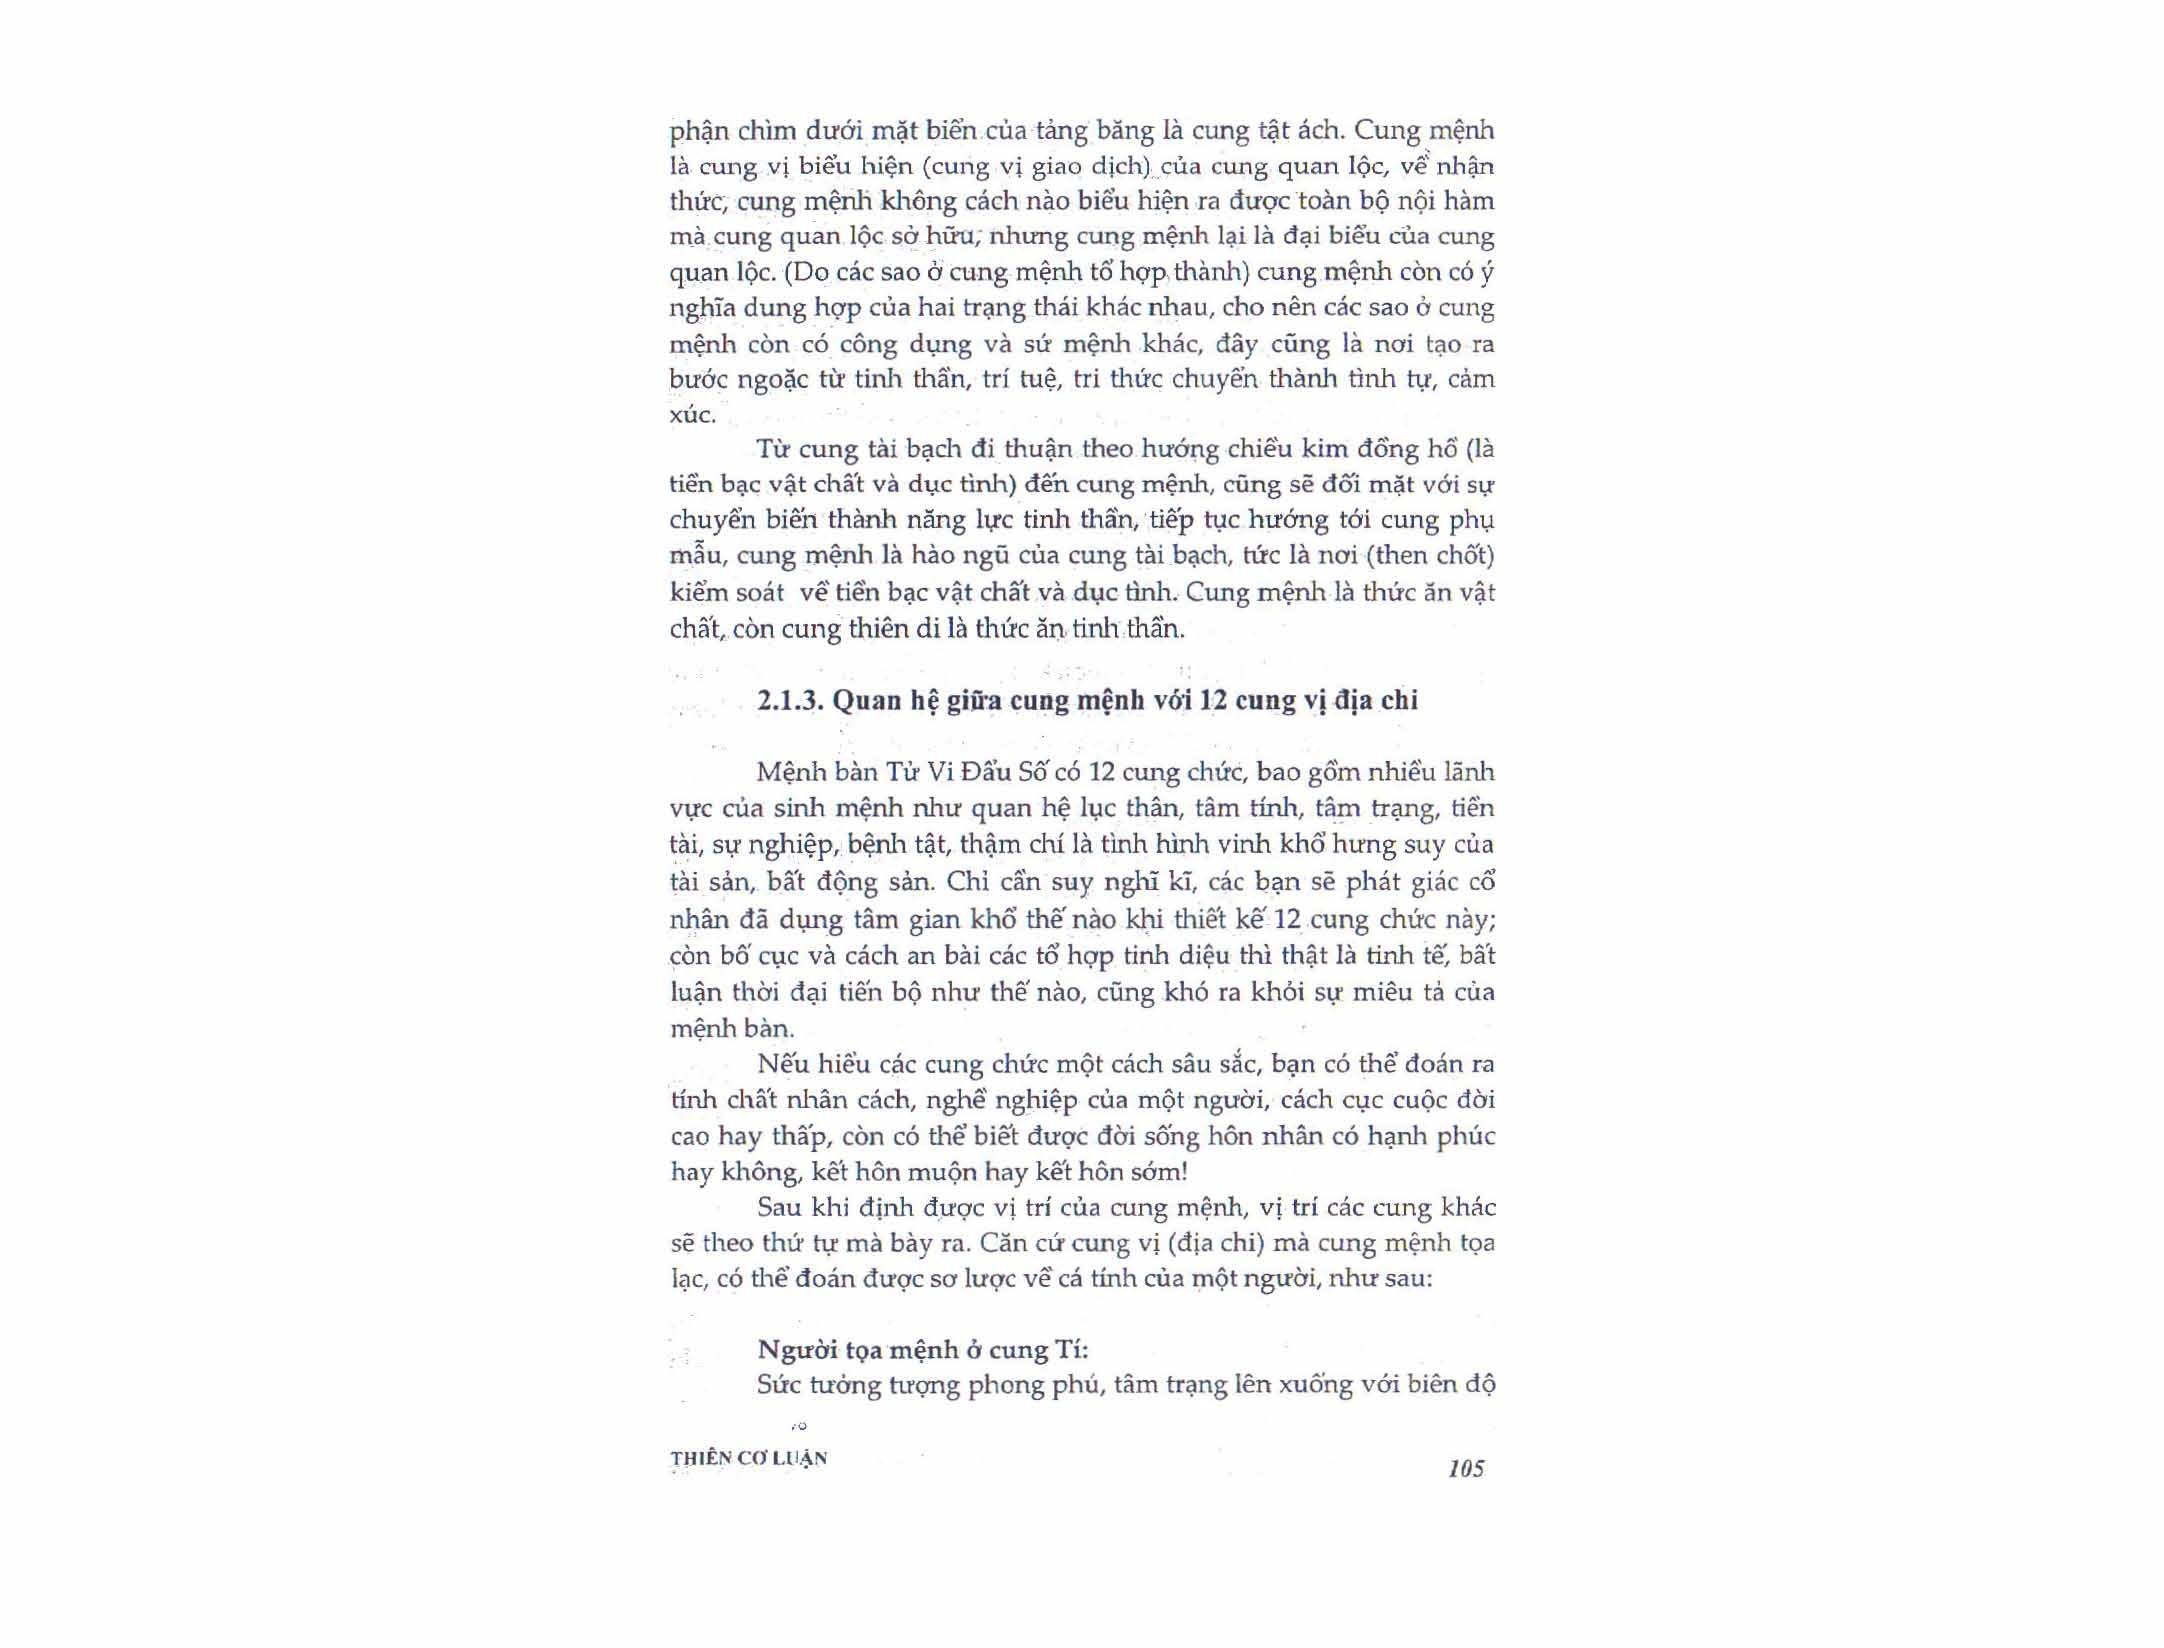 phận chìm dưới mặt biển của tảng băng là cung tật ách. Cung mệnh
là cung vị biểu hiện (cung vị giao dịch) của cung quan lộc, về nhận
thức, cung mệnh không cách nào biểu hiện ra được toàn bộ nội hàm
mà cung quan lộc sở hữu, nhưng cung mệnh lại là đại biểu của cung
quan lộc. (Do các sao ở cung mệnh tổ hợp thành) cung mệnh còn có ý
nghĩa dung hợp của hai trạng thái khác nhau, cho nên các sao ở cung
mệnh còn có công dụng và sứ mệnh khác, đây cũng là nơi tạo ra
bước ngoặc từ tinh thần, trí tuệ, tri thức chuyển thành tình tự, cảm
xúc.
Từ cung tài bạch đi thuận theo hướng chiều kim đồng hồ (là
tiền bạc vật chất và dục tình) đến cung mệnh, cũng sẽ đối mặt với sự
chuyển biến thành năng lực tinh thần, tiếp tục hướng tới cung phụ
mẫu, cung mệnh là hào ngũ của cung tài bạch, tức là nơi (then chốt)
kiểm soát về tiền bạc vật chất và dục tình. Cung mệnh là thức ăn vật
chất, còn cung thiên di là thức ăn tinh thần.
2.1.3. Quan hệ giữa cung mệnh với 12 cung vị địa chi
Mệnh bàn Tử Vi Đẩu Số có 12 cung chức, bao gồm nhiều lãnh
vực của sinh mệnh như quan hệ lục thân, tâm tính, tâm trạng, tiền
tài, sự nghiệp, bệnh tật, thậm chí là tình hình vinh khổ hưng suy của
tài sản, bất động sản. Chỉ cần suy nghĩ kĩ, các bạn sẽ phát giác cổ
nhân đã dụng tâm gian khổ thế nào khi thiết kế 12 cung chức này;
còn bố cục và cách an bài các tổ hợp tinh diệu thì thật là tinh tế, bất
luận thời đại tiến bộ như thế nào, cũng khó ra khỏi sự miêu tả của
mệnh bàn.
Nếu hiểu các cung chức một cách sâu sắc, bạn có thể đoán ra
tính chất nhân cách, nghề nghiệp của một người, cách cục cuộc đời
cao hay thấp, còn có thể biết được đời sống hôn nhân có hạnh phúc
hay không, kết hôn muộn hay kết hôn sớm!
Sau khi định được vị trí của cung mệnh, vị trí các cung khác
sẽ theo thứ tự mà bày ra. Căn cứ cung vị (địa chi) mà cung mệnh tọa
lạc, có thể đoán được sơ lược về cá tính của một người, như sau:
Người tọa mệnh ở cung Tí:
Sức tưởng tượng phong phú, tâm trạng lên xuống với biên độ
THIÊN CƠ LUẬN
105